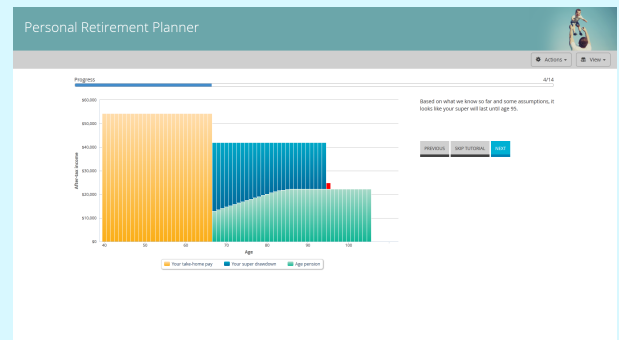 Personal Retirement Planner
Actions
View
Progress
4/14
Based on what we know so far and some assumptions, it
looks like your super will last until age 95.
PREVIOUS
SKIP TUTORIAL
NEXT
$60,000
$50,000
$40,000
$30,000
$20,000
$10,000
$0
After-tax income
40 50 60 70 80 90 100
Age
Your take-home pay
Your super drawdown
Age pension